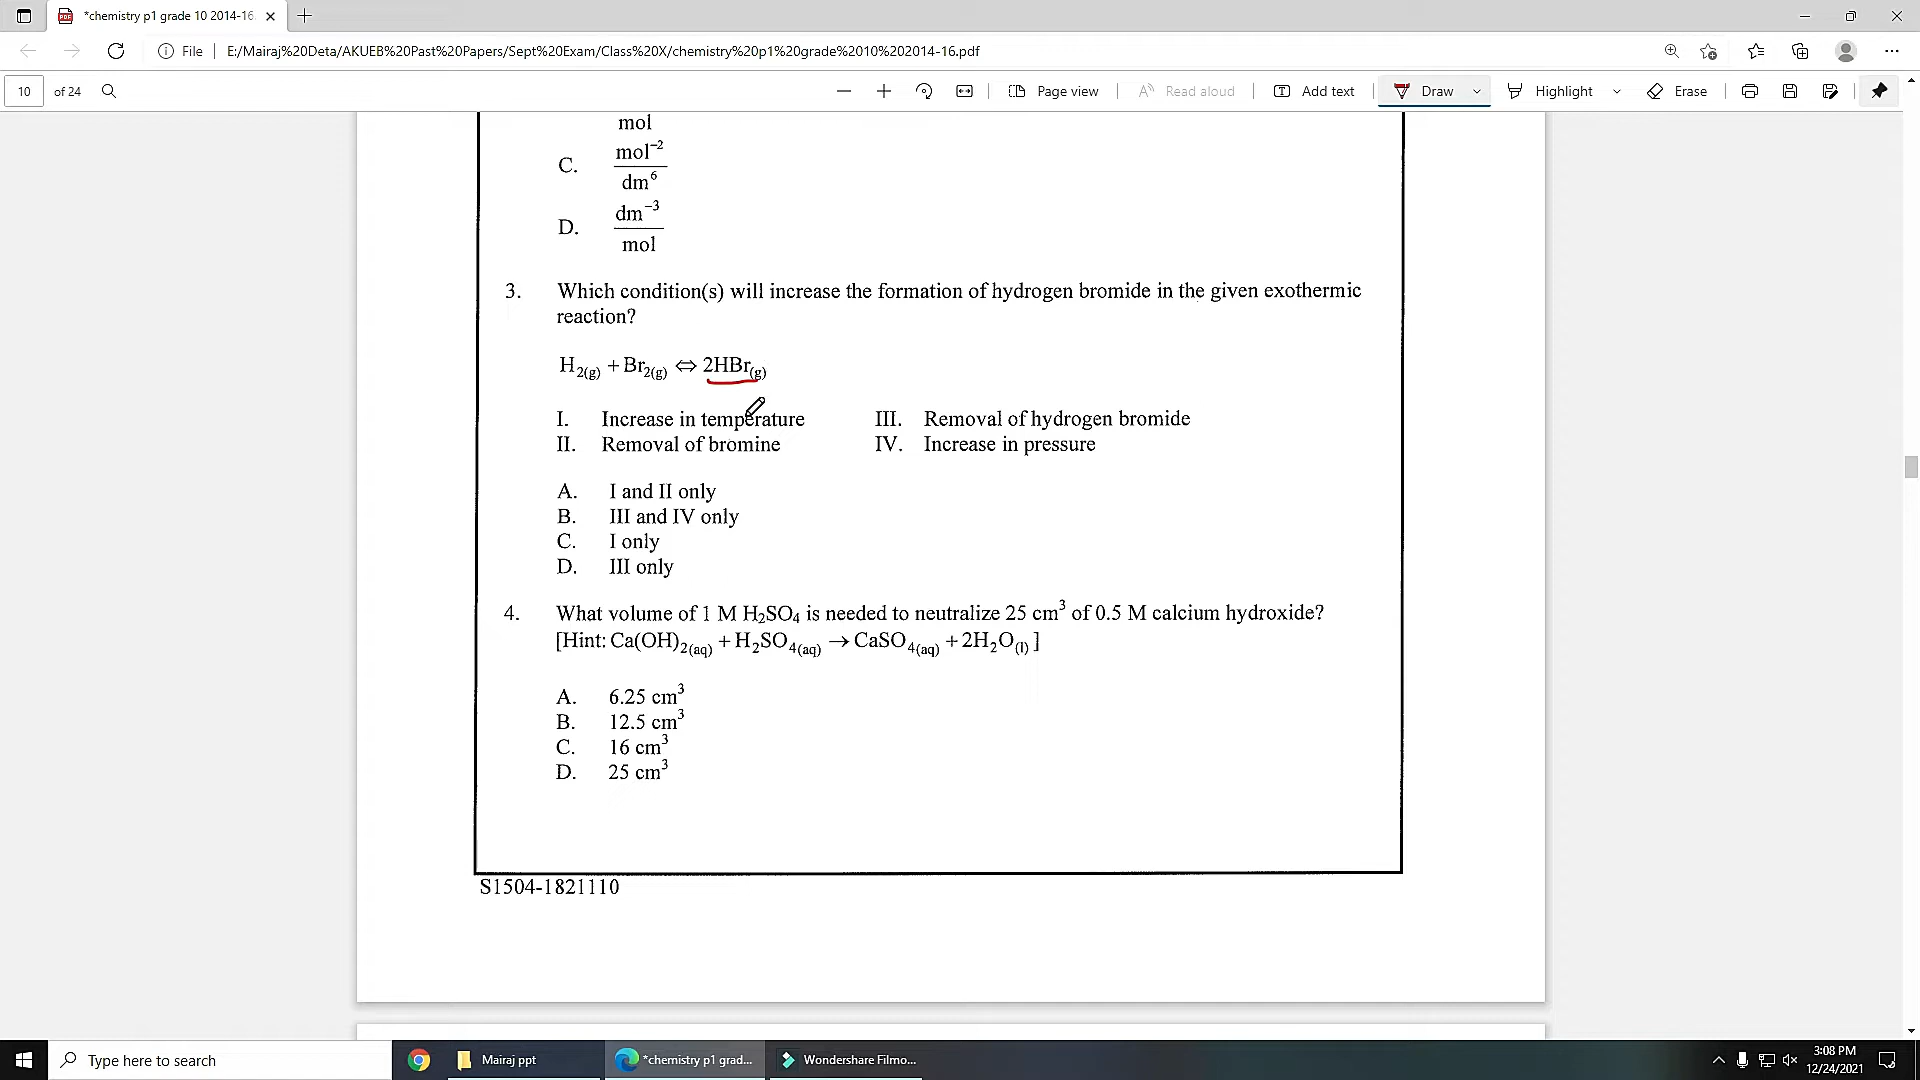 *chemistry p1 grade 10 2014-16
File
E:/Mairaj%20Deta/AKUEB%20Past%20Papers/Sept%20Exam/Class%20X/chemistry%20p1%20grade%2010%202014-16.pdf
10 of 24
Page view
Read aloud
Add text
Draw
Highlight
Erase
mol
C. mol⁻²
dm⁶
D. dm⁻³
mol
3. Which condition(s) will increase the formation of hydrogen bromide in the given exothermic
reaction?
H₂(g) + Br₂(g) ⇔ 2HBr(g)
I. Increase in temperature III. Removal of hydrogen bromide
II. Removal of bromine IV. Increase in pressure
A. I and II only
B. III and IV only
C. I only
D. III only
4. What volume of 1 M H₂SO₄ is needed to neutralize 25 cm³ of 0.5 M calcium hydroxide?
[Hint: Ca(OH)₂(aq) + H₂SO₄(aq) → CaSO₄(aq) + 2H₂O(l) ]
A. 6.25 cm³
B. 12.5 cm³
C. 16 cm³
D. 25 cm³
S1504-1821110
Type here to search
Mairaj ppt
*chemistry p1 grad...
Wondershare Filmo...
3:08 PM
12/24/2021